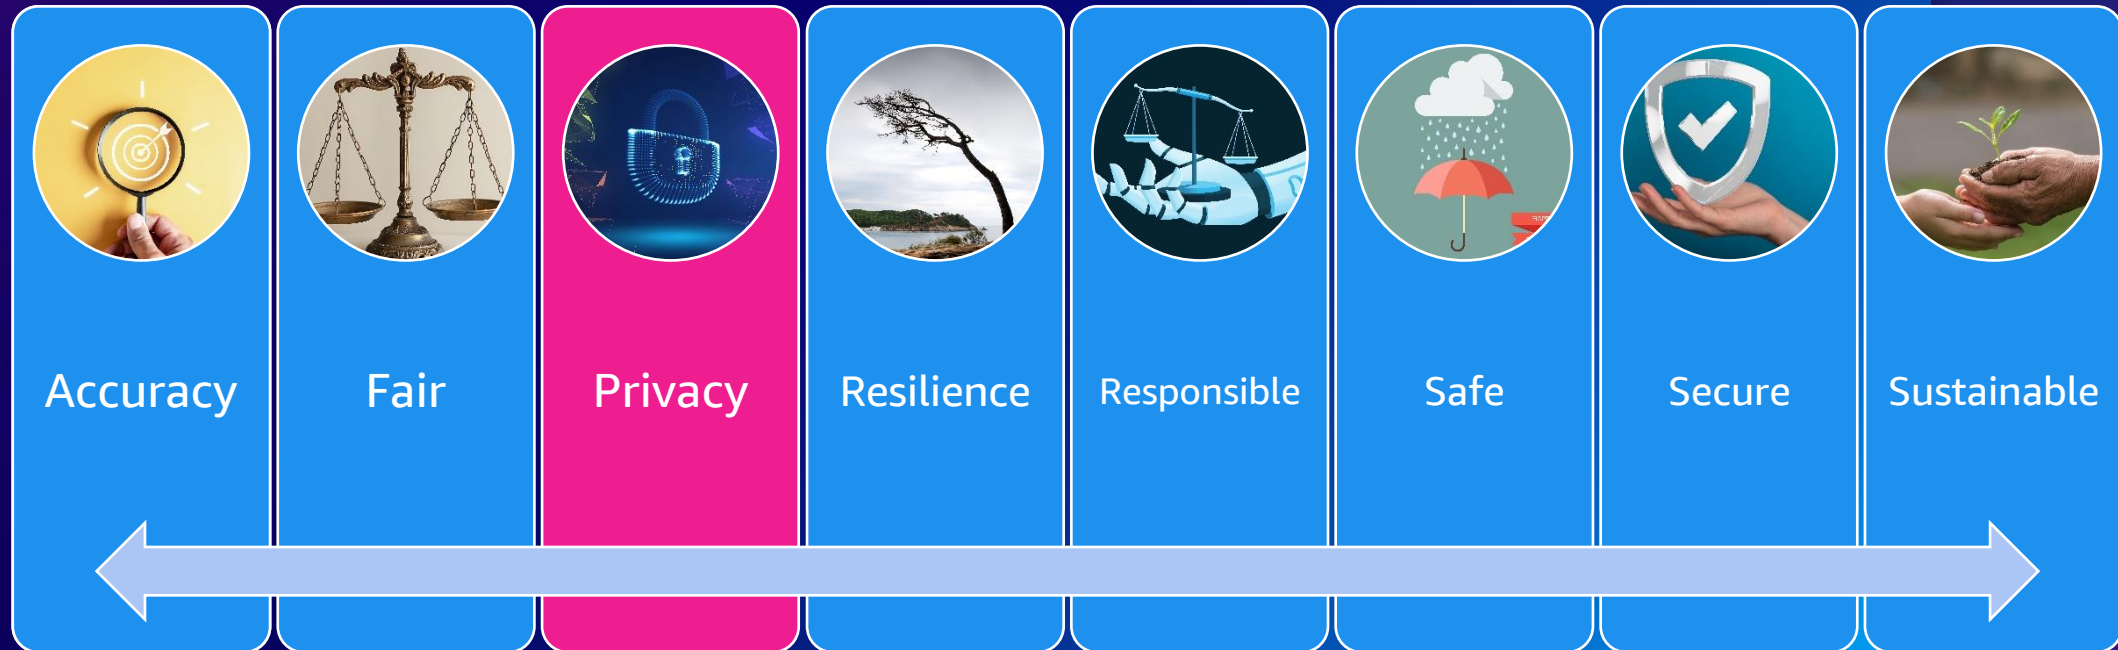 Accuracy
Fair
Privacy
Resilience
Responsible
Safe
Secure
Sustainable